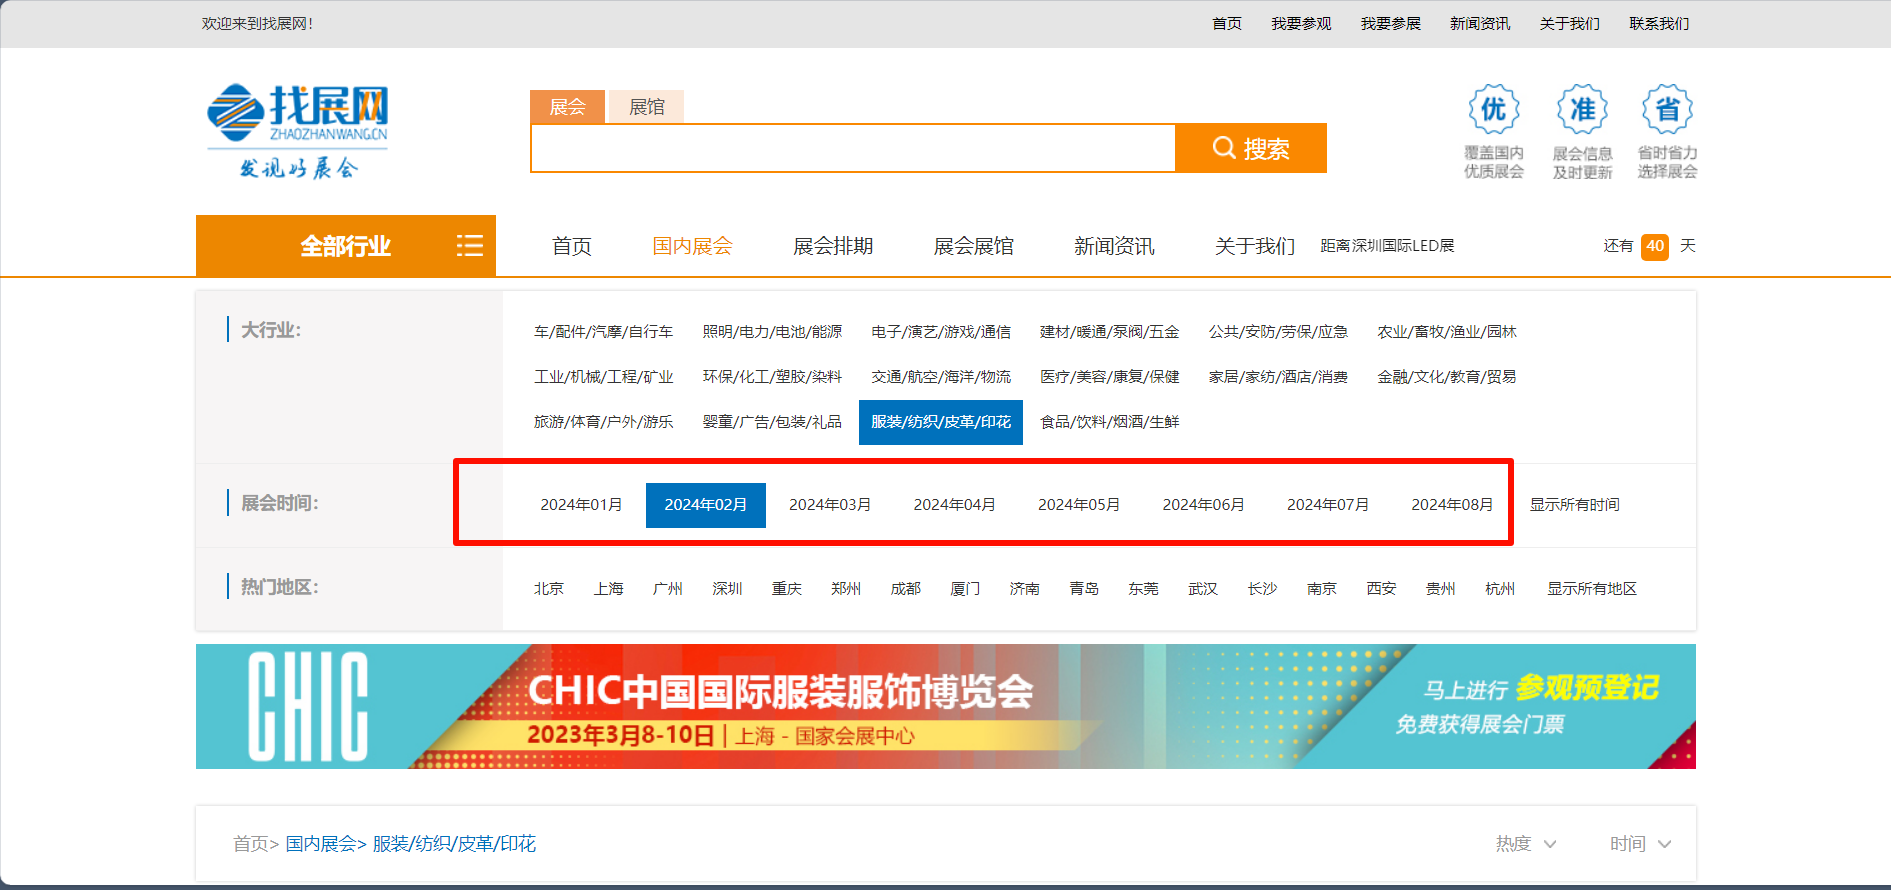 欢迎来到找展网！
首页 我要参观 我要参展 新闻资讯 关于我们 联系我们
找展网
ZHAOZHANWANG.CN
发现好展会
展会 展馆
搜索
优 准 省
覆盖国内 展会信息 省时省力
优质展会 及时更新 选择展会
全部行业 首页 国内展会 展会排期 展会展馆 新闻资讯 关于我们 距离深圳国际LED展 还有 40 天
大行业： 车/配件/汽摩/自行车 照明/电力/电池/能源 电子/演艺/游戏/通信 建材/暖通/泵阀/五金 公共/安防/劳保/应急 农业/畜牧/渔业/园林
工业/机械/工程/矿业 环保/化工/塑胶/染料 交通/航空/海洋/物流 医疗/美容/康复/保健 家居/家纺/酒店/消费 金融/文化/教育/贸易
旅游/体育/户外/游乐 婴童/广告/包装/礼品 服装/纺织/皮革/印花 食品/饮料/烟酒/生鲜
展会时间： 2024年01月 2024年02月 2024年03月 2024年04月 2024年05月 2024年06月 2024年07月 2024年08月 显示所有时间
热门地区： 北京 上海 广州 深圳 重庆 郑州 成都 厦门 济南 青岛 东莞 武汉 长沙 南京 西安 贵州 杭州 显示所有地区
CHIC
CHIC中国国际服装服饰博览会
2023年3月8-10日 | 上海 - 国家会展中心
马上进行 参观预登记
免费获得展会门票
首页> 国内展会> 服装/纺织/皮革/印花 热度 时间